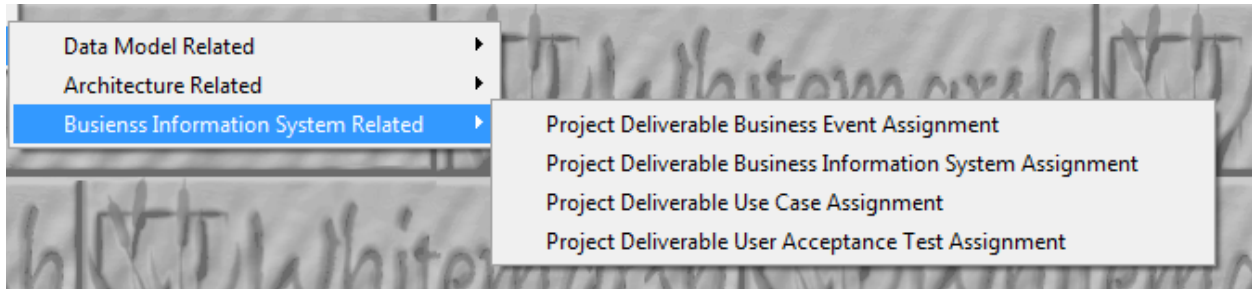 Data Model Related
Architecture Related
Busienss Information System Related
Project Deliverable Business Event Assignment
Project Deliverable Business Information System Assignment
Project Deliverable Use Case Assignment
Project Deliverable User Acceptance Test Assignment
Whitemarsh